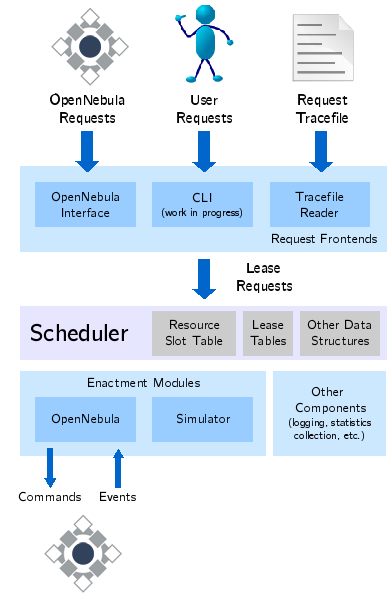 OpenNebula
Requests
User
Requests
Request
Tracefile
OpenNebula
Interface
CLI
(work in progress)
Tracefile
Reader
Request Frontends
Lease
Requests
Scheduler
Resource
Slot Table
Lease
Tables
Other Data
Structures
Enactment Modules
OpenNebula
Simulator
Other
Components
(logging, statistics
collection, etc.)
Commands
Events